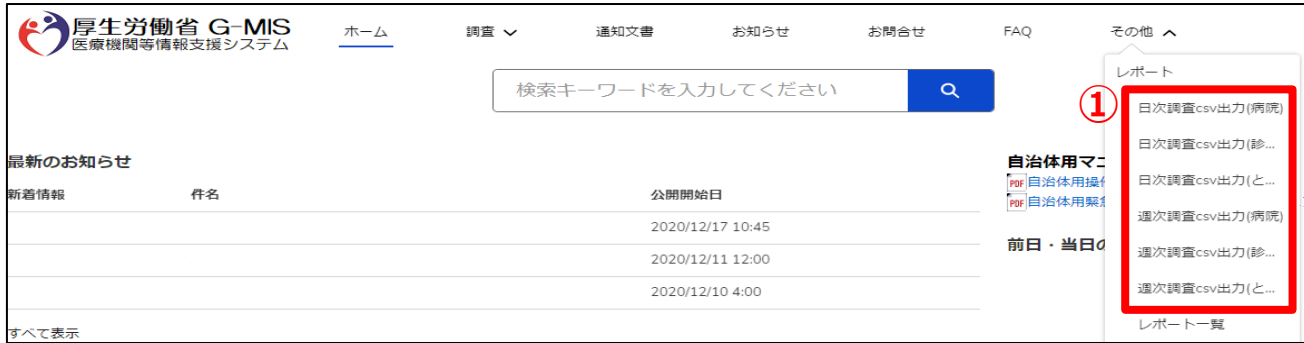 厚生労働省 G-MIS
医療機関等情報支援システム
ホーム
調査
通知文書
お知らせ
お問合せ
FAQ
その他
検索キーワードを入力してください
レポート
①
日次調査csv出力(病院)
日次調査csv出力(診...
日次調査csv出力(と...
週次調査csv出力(病院)
週次調査csv出力(診...
週次調査csv出力(と...
レポート一覧
最新のお知らせ
新着情報 件名 公開開始日
2020/12/17 10:45
2020/12/11 12:00
2020/12/10 4:00
すべて表示
自治体用マニ
PDF 自治体用操作
PDF 自治体用緊急
前日・当日の